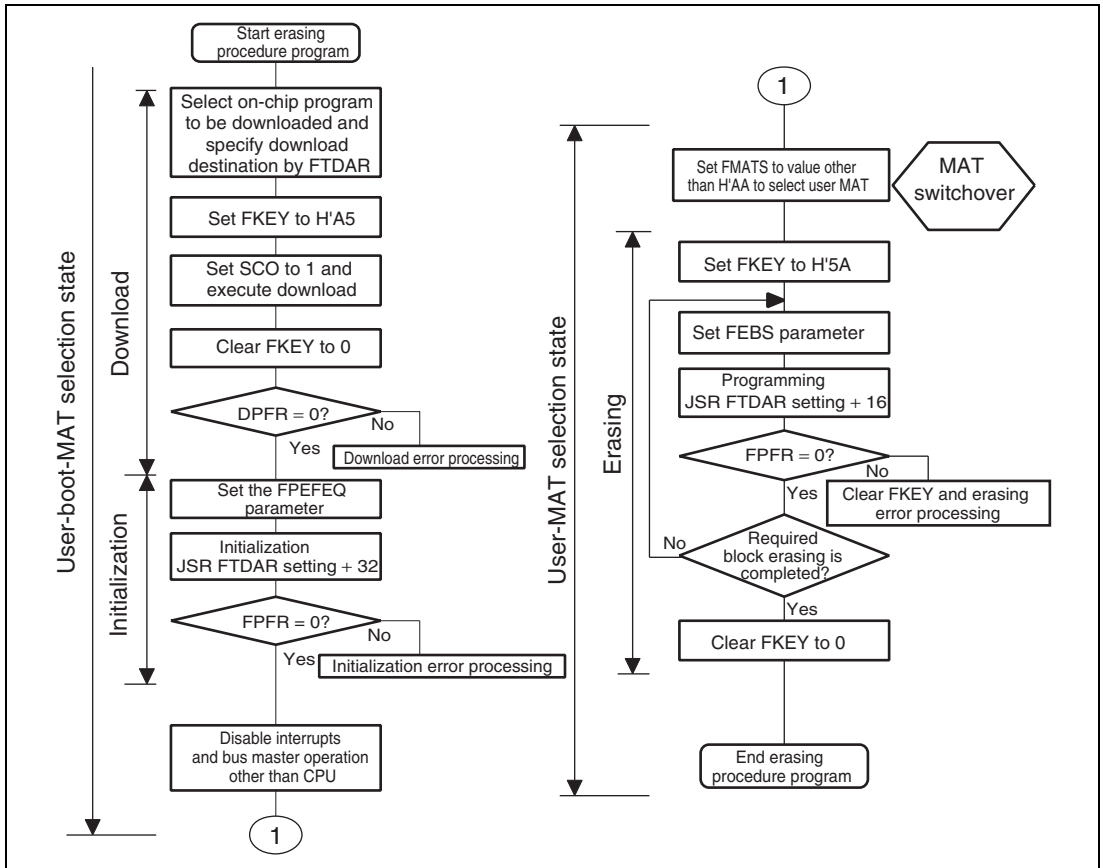 Start erasing
procedure program
Select on-chip program
to be downloaded and
specify download
destination by FTDAR
Set FKEY to H'A5
Set SCO to 1 and
execute download
Clear FKEY to 0
DPFR = 0?
No
Yes
Download error processing
Set the FPEFEQ
parameter
Initialization
JSR FTDAR setting + 32
FPFR = 0?
No
Yes
Initialization error processing
Disable interrupts
and bus master operation
other than CPU
1
User-boot-MAT selection state
Download
Initialization
1
Set FMATS to value other
than H'AA to select user MAT
MAT
switchover
Set FKEY to H'5A
Set FEBS parameter
Programming
JSR FTDAR setting + 16
FPFR = 0?
No
Yes
Clear FKEY and erasing
error processing
Required
block erasing is
completed?
No
Yes
Clear FKEY to 0
End erasing
procedure program
User-MAT selection state
Erasing